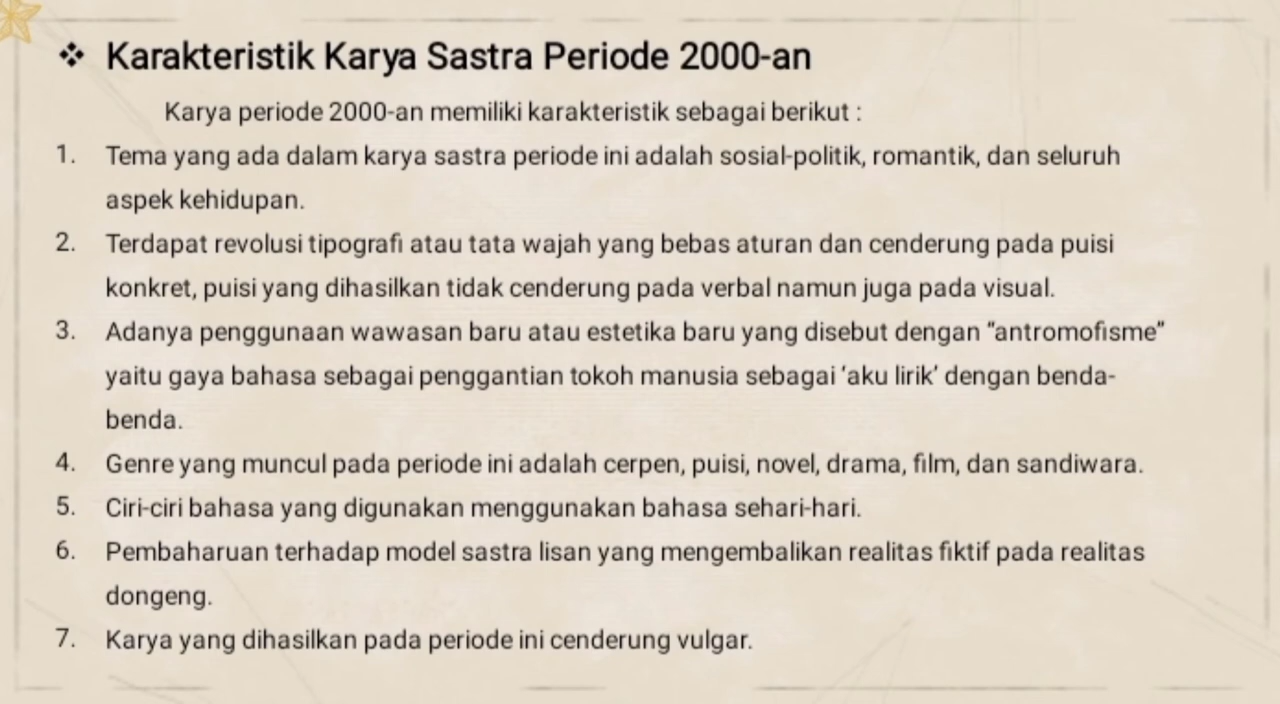 ❖ Karakteristik Karya Sastra Periode 2000-an
Karya periode 2000-an memiliki karakteristik sebagai berikut :
1. Tema yang ada dalam karya sastra periode ini adalah sosial-politik, romantik, dan seluruh
aspek kehidupan.
2. Terdapat revolusi tipografi atau tata wajah yang bebas aturan dan cenderung pada puisi
konkret, puisi yang dihasilkan tidak cenderung pada verbal namun juga pada visual.
3. Adanya penggunaan wawasan baru atau estetika baru yang disebut dengan “antromofisme”
yaitu gaya bahasa sebagai penggantian tokoh manusia sebagai ‘aku lirik’ dengan benda-
benda.
4. Genre yang muncul pada periode ini adalah cerpen, puisi, novel, drama, film, dan sandiwara.
5. Ciri-ciri bahasa yang digunakan menggunakan bahasa sehari-hari.
6. Pembaharuan terhadap model sastra lisan yang mengembalikan realitas fiktif pada realitas
dongeng.
7. Karya yang dihasilkan pada periode ini cenderung vulgar.